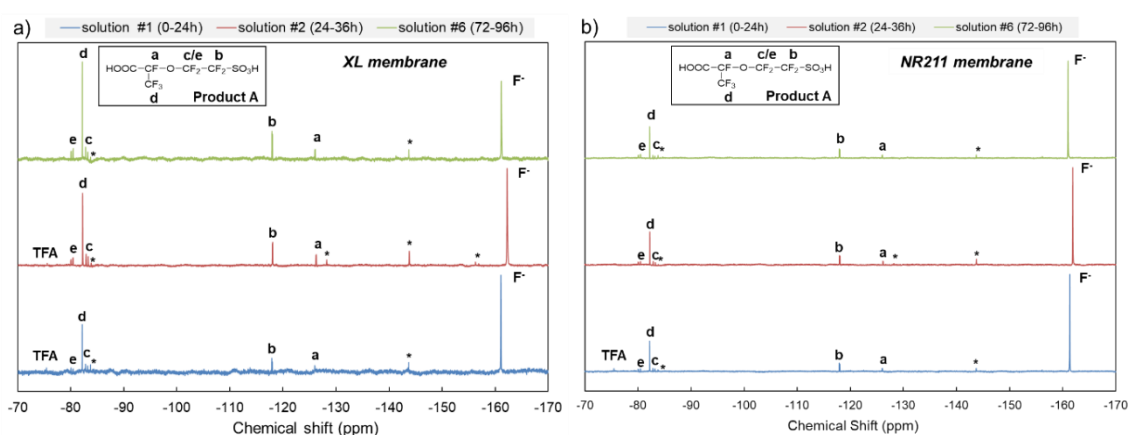 a)
solution #1 (0-24h) solution #2 (24-36h) solution #6 (72-96h)
d
a c/e b
HOOC-CF-O-CF2-CF2-SO3H
CF3
d Product A
XL membrane
F-
e c * b a *
d
F-
TFA e c * b a * * *
d
F-
TFA e c * b a *
-70 -80 -90 -100 -110 -120 -130 -140 -150 -160 -170
Chemical shift (ppm)
b)
solution #1 (0-24h) solution #2 (24-36h) solution #6 (72-96h)
a c/e b
HOOC-CF-O-CF2-CF2-SO3H
CF3
d Product A
NR211 membrane
F-
d
e c* b a *
F-
d
e c* b a * *
F-
d
TFA e c* b a *
-70 -80 -90 -100 -110 -120 -130 -140 -150 -160 -170
Chemical Shift (ppm)